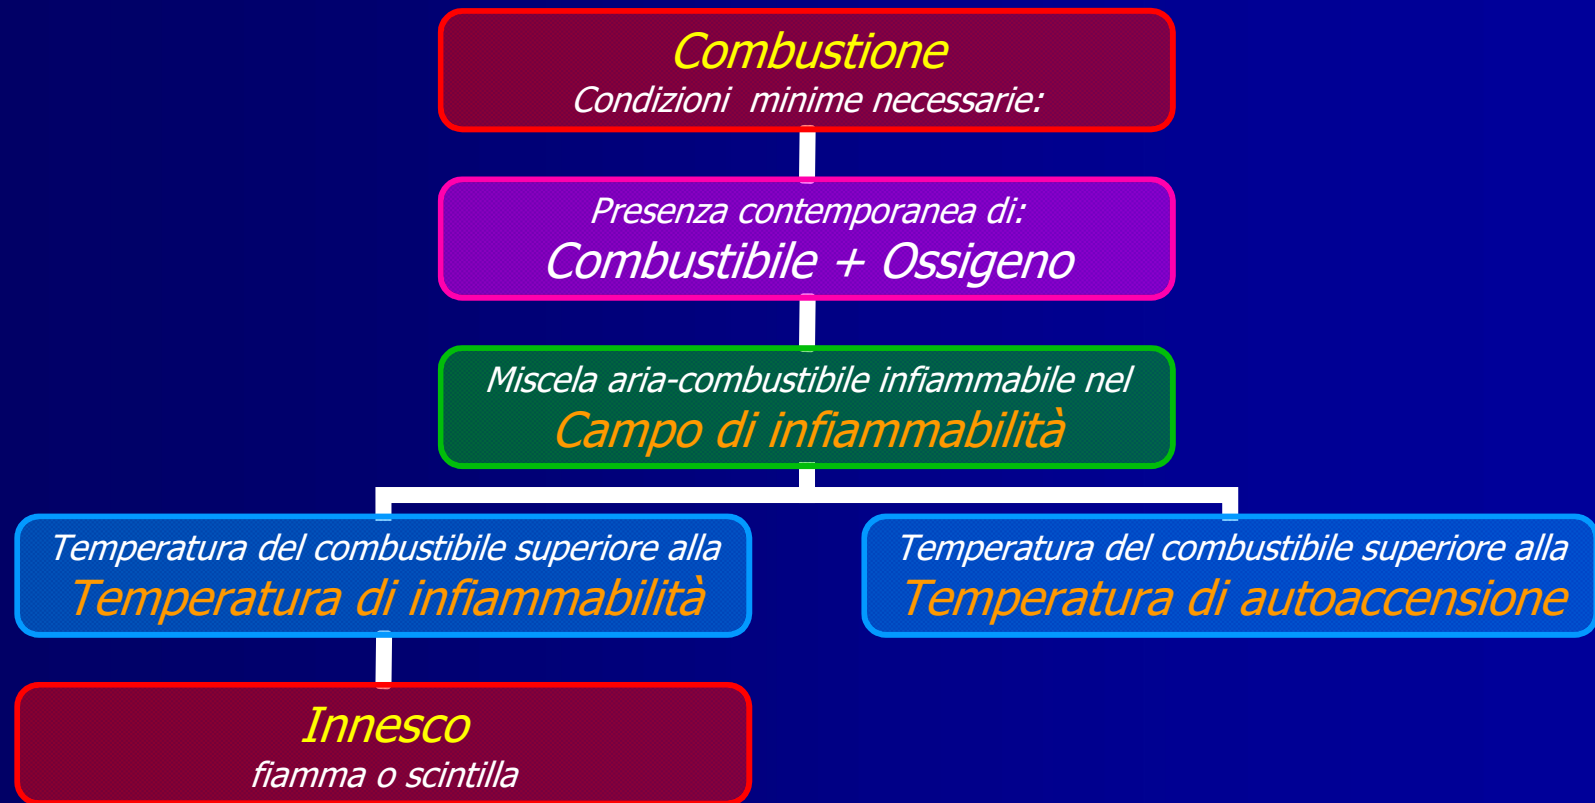 Combustione
Condizioni minime necessarie:
Presenza contemporanea di:
Combustibile + Ossigeno
Miscela aria-combustibile infiammabile nel
Campo di infiammabilità
Temperatura del combustibile superiore alla
Temperatura di infiammabilità
Temperatura del combustibile superiore alla
Temperatura di autoaccensione
Innesco
fiamma o scintilla